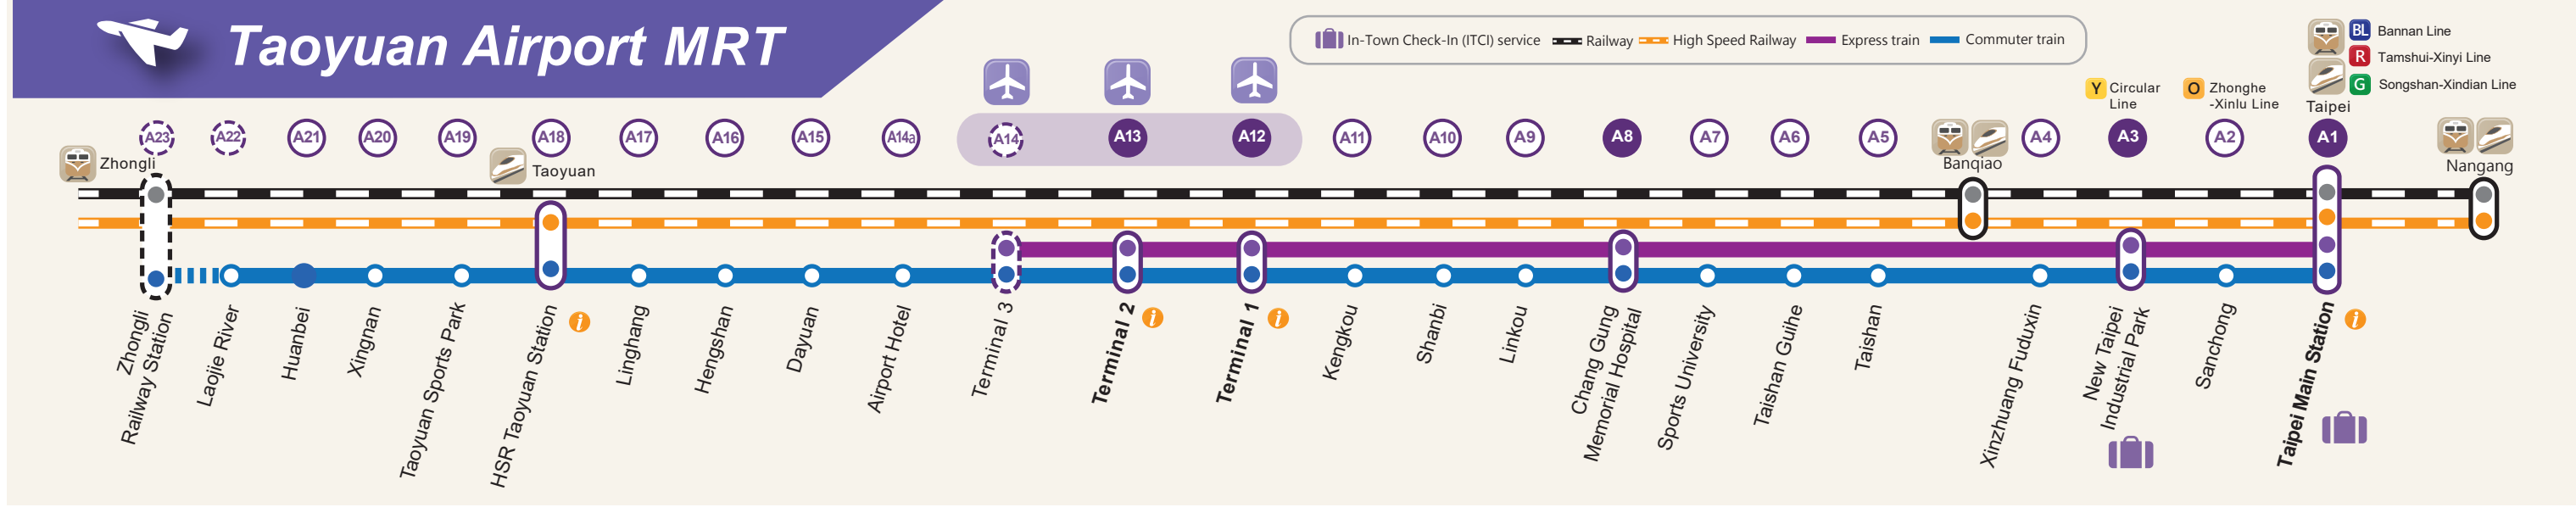 Taoyuan Airport MRT
In-Town Check-In (ITCI) service
Railway
High Speed Railway
Express train
Commuter train
BL Bannan Line
R Tamshui-Xinyi Line
G Songshan-Xindian Line
Y Circular
Line
O Zhonghe
-Xinlu Line
Taipei
A23
A22
A21
A20
A19
A18
A17
A16
A15
A14a
A14
A13
A12
A11
A10
A9
A8
A7
A6
A5
A4
A3
A2
A1
Zhongli
Taoyuan
Banqiao
Nangang
Zhongli
Railway Station
Laojie River
Huanbei
Xingnan
Taoyuan Sports Park
HSR Taoyuan Station
i
Linghang
Hengshan
Dayuan
Airport Hotel
Terminal 3
Terminal 2
i
Terminal 1
i
Kengkou
Shanbi
Linkou
Chang Gung
Memorial Hospital
Sports University
Taishan Guihe
Taishan
Xinzhuang Fuduxin
New Taipei
Industrial Park
Sanchong
Taipei Main Station
i